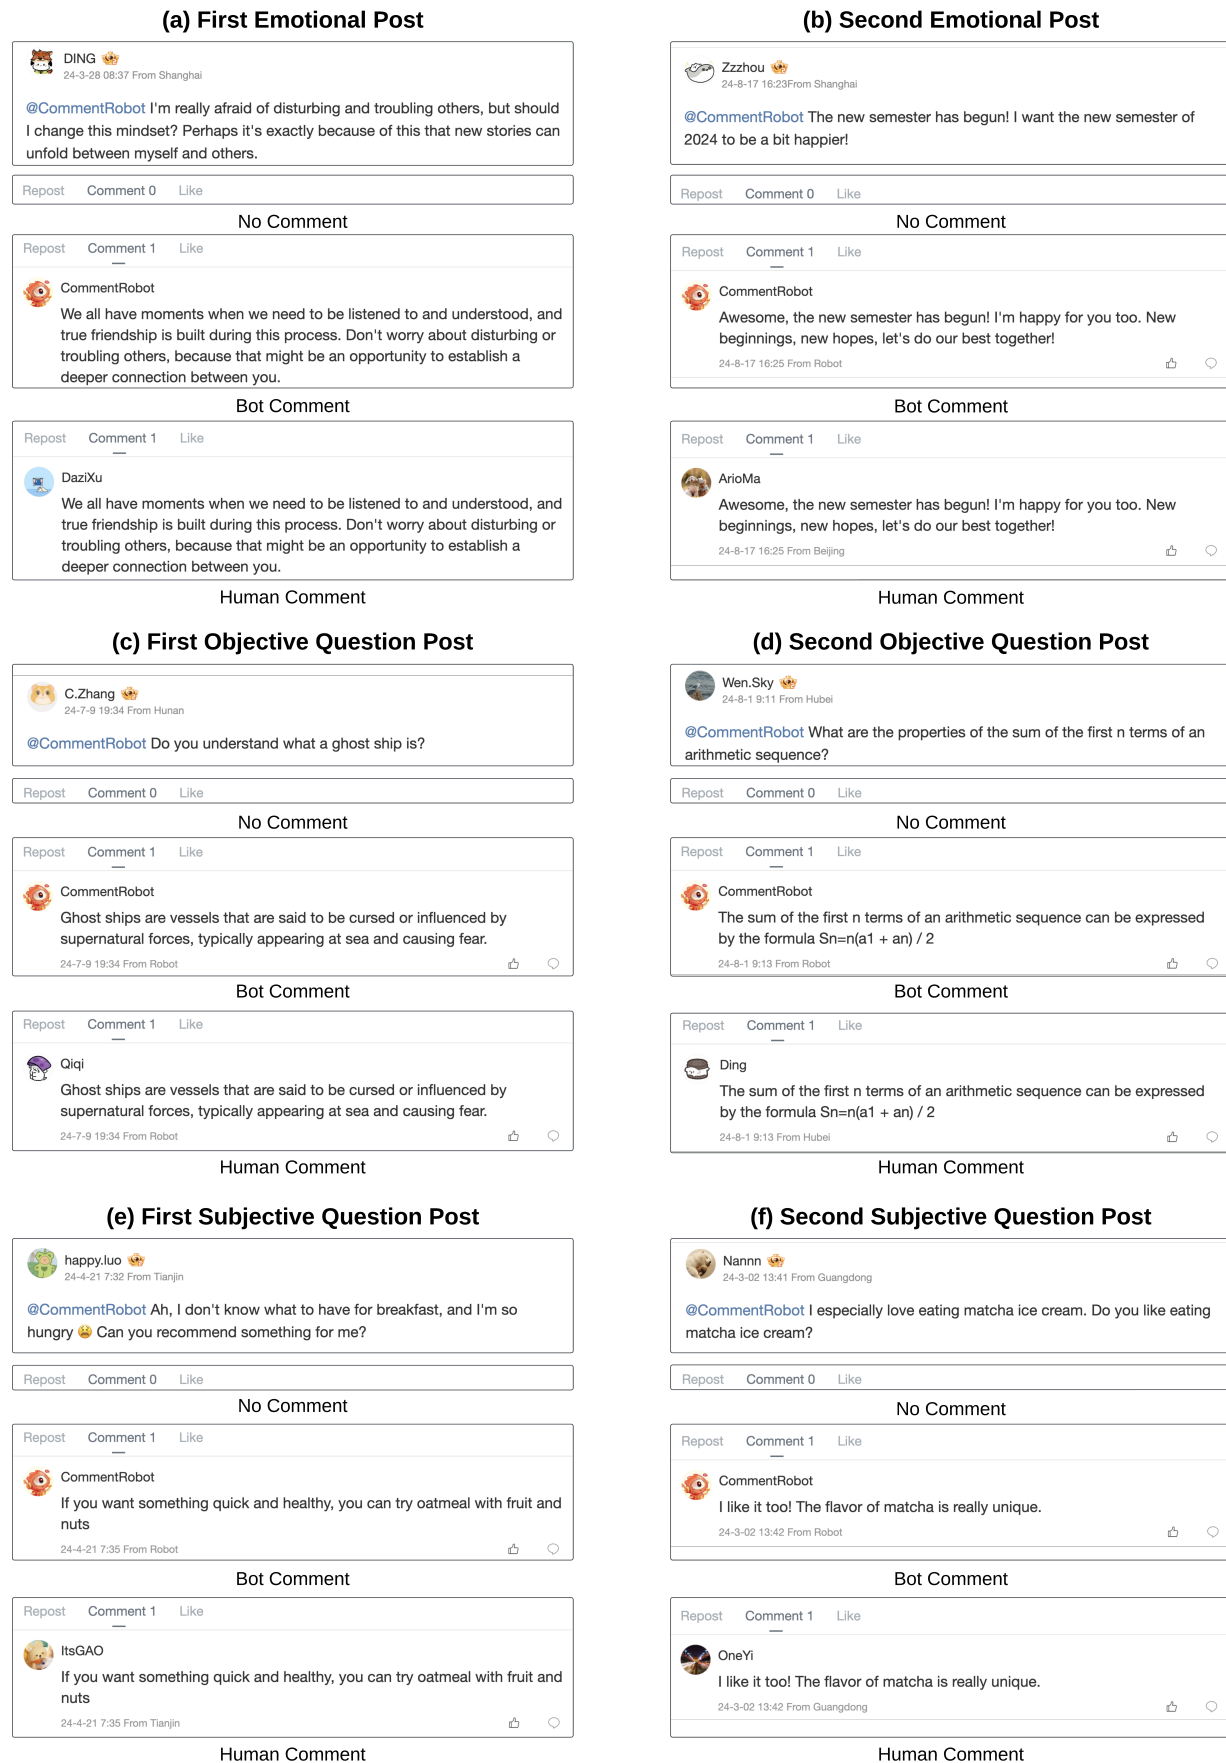 (a) First Emotional Post
DING
24-3-28 08:37 From Shanghai
@CommentRobot I'm really afraid of disturbing and troubling others, but should
I change this mindset? Perhaps it's exactly because of this that new stories can
unfold between myself and others.
Repost Comment 0 Like
No Comment
Repost Comment 1 Like
CommentRobot
We all have moments when we need to be listened to and understood, and
true friendship is built during this process. Don't worry about disturbing or
troubling others, because that might be an opportunity to establish a
deeper connection between you.
Bot Comment
Repost Comment 1 Like
DaziXu
We all have moments when we need to be listened to and understood, and
true friendship is built during this process. Don't worry about disturbing or
troubling others, because that might be an opportunity to establish a
deeper connection between you.
Human Comment
(b) Second Emotional Post
Zzzhou
24-8-17 16:23From Shanghai
@CommentRobot The new semester has begun! I want the new semester of
2024 to be a bit happier!
Repost Comment 0 Like
No Comment
Repost Comment 1 Like
CommentRobot
Awesome, the new semester has begun! I'm happy for you too. New
beginnings, new hopes, let's do our best together!
24-8-17 16:25 From Robot
Bot Comment
Repost Comment 1 Like
ArioMa
Awesome, the new semester has begun! I'm happy for you too. New
beginnings, new hopes, let's do our best together!
24-8-17 16:25 From Beijing
Human Comment
(c) First Objective Question Post
C.Zhang
24-7-9 19:34 From Hunan
@CommentRobot Do you understand what a ghost ship is?
Repost Comment 0 Like
No Comment
Repost Comment 1 Like
CommentRobot
Ghost ships are vessels that are said to be cursed or influenced by
supernatural forces, typically appearing at sea and causing fear.
24-7-9 19:34 From Robot
Bot Comment
Repost Comment 1 Like
Qiqi
Ghost ships are vessels that are said to be cursed or influenced by
supernatural forces, typically appearing at sea and causing fear.
24-7-9 19:34 From Robot
Human Comment
(d) Second Objective Question Post
Wen.Sky
24-8-1 9:11 From Hubei
@CommentRobot What are the properties of the sum of the first n terms of an
arithmetic sequence?
Repost Comment 0 Like
No Comment
Repost Comment 1 Like
CommentRobot
The sum of the first n terms of an arithmetic sequence can be expressed
by the formula Sn=n(a1 + an) / 2
24-8-1 9:13 From Robot
Bot Comment
Repost Comment 1 Like
Ding
The sum of the first n terms of an arithmetic sequence can be expressed
by the formula Sn=n(a1 + an) / 2
24-8-1 9:13 From Hubei
Human Comment
(e) First Subjective Question Post
happy.luo
24-4-21 7:32 From Tianjin
@CommentRobot Ah, I don't know what to have for breakfast, and I'm so
hungry 😫 Can you recommend something for me?
Repost Comment 0 Like
No Comment
Repost Comment 1 Like
CommentRobot
If you want something quick and healthy, you can try oatmeal with fruit and
nuts
24-4-21 7:35 From Robot
Bot Comment
Repost Comment 1 Like
ItsGAO
If you want something quick and healthy, you can try oatmeal with fruit and
nuts
24-4-21 7:35 From Tianjin
Human Comment
(f) Second Subjective Question Post
Nannn
24-3-02 13:41 From Guangdong
@CommentRobot I especially love eating matcha ice cream. Do you like eating
matcha ice cream?
Repost Comment 0 Like
No Comment
Repost Comment 1 Like
CommentRobot
I like it too! The flavor of matcha is really unique.
24-3-02 13:42 From Robot
Bot Comment
Repost Comment 1 Like
OneYi
I like it too! The flavor of matcha is really unique.
24-3-02 13:42 From Guangdong
Human Comment